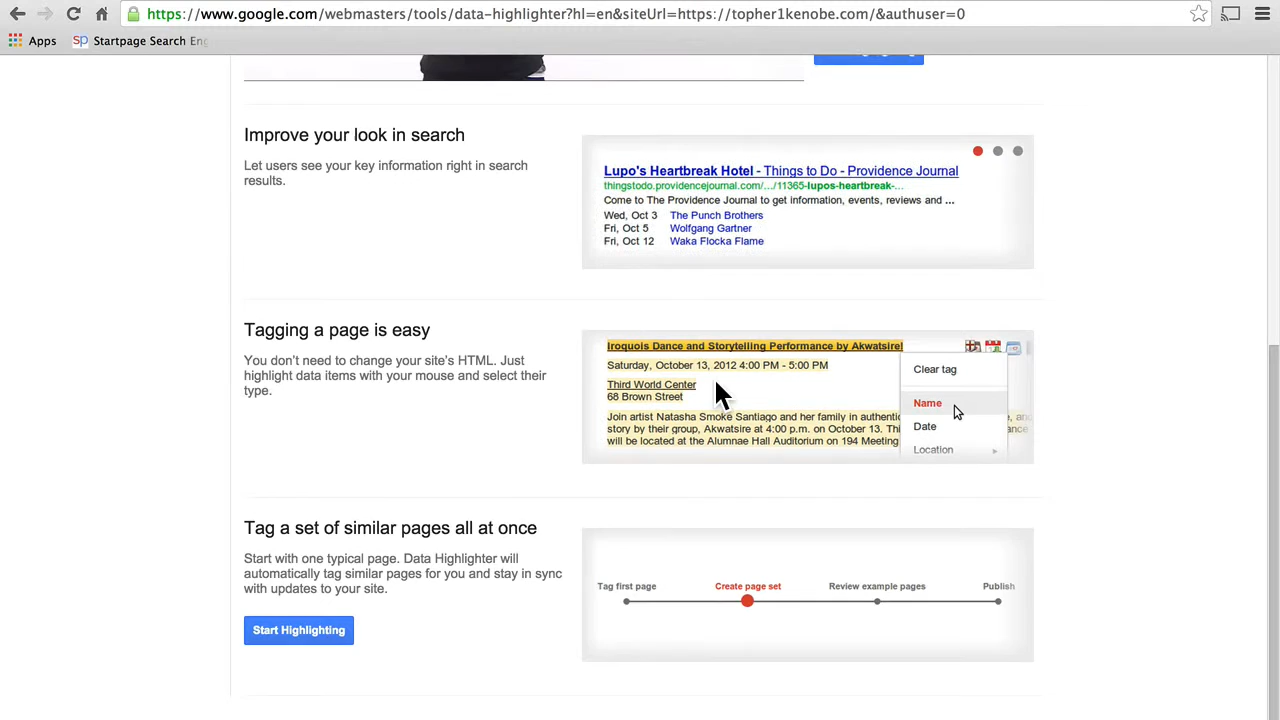 https://www.google.com/webmasters/tools/data-highlighter?hl=en&siteUrl=https://topher1kenobe.com/&authuser=0
Apps Startpage Search Eng
Improve your look in search
Let users see your key information right in search
results.
Lupo's Heartbreak Hotel - Things to Do - Providence Journal
thingstodo.providencejournal.com/.../11365-lupos-heartbreak-...
Come to The Providence Journal to get information, events, reviews and ...
Wed, Oct 3 The Punch Brothers
Fri, Oct 5 Wolfgang Gartner
Fri, Oct 12 Waka Flocka Flame
Tagging a page is easy
You don't need to change your site's HTML. Just
highlight data items with your mouse and select their
type.
Iroquois Dance and Storytelling Performance by Akwatsire!
Saturday, October 13, 2012 4:00 PM - 5:00 PM
Third World Center
68 Brown Street
Join artist Natasha Smoke Santiago and her family in authentic
story by their group, Akwatsire at 4:00 p.m. on October 13. Thi
will be located at the Alumnae Hall Auditorium on 194 Meeting
Clear tag
Name
Date
Location
Tag a set of similar pages all at once
Start with one typical page. Data Highlighter will
automatically tag similar pages for you and stay in sync
with updates to your site.
Tag first page Create page set Review example pages Publish
Start Highlighting